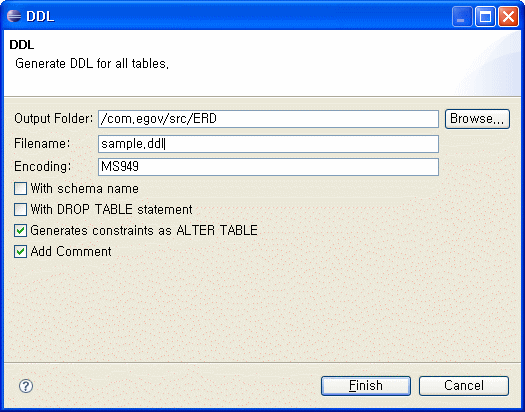 DDL
DDL
Generate DDL for all tables.
Output Folder: /com.egov/src/ERD Browse...
Filename: sample.ddl
Encoding: MS949
With schema name
With DROP TABLE statement
Generates constraints as ALTER TABLE
Add Comment
? Finish Cancel